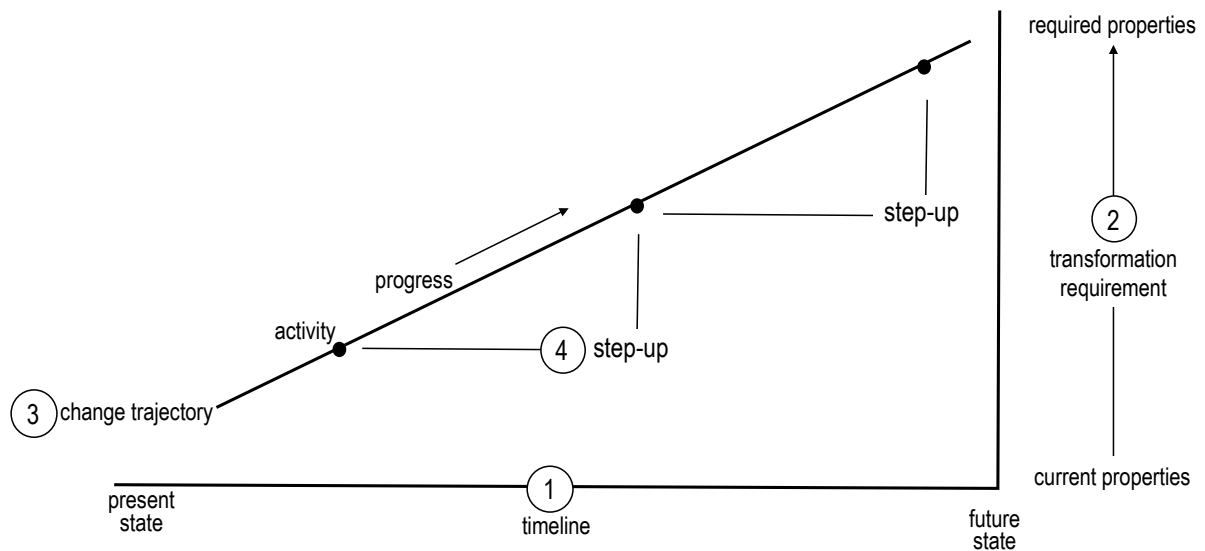 required properties
step-up
2
transformation
requirement
progress
activity
4 step-up
3 change trajectory
current properties
1
present
state
timeline
future
state